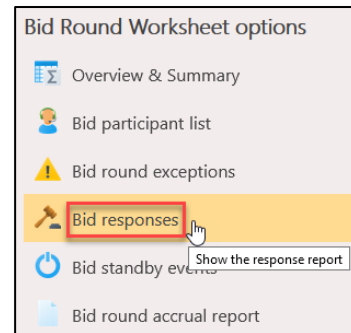 Bid Round Worksheet options
Overview & Summary
Bid participant list
Bid round exceptions
Bid responses
Show the response report
Bid standby events
Bid round accrual report